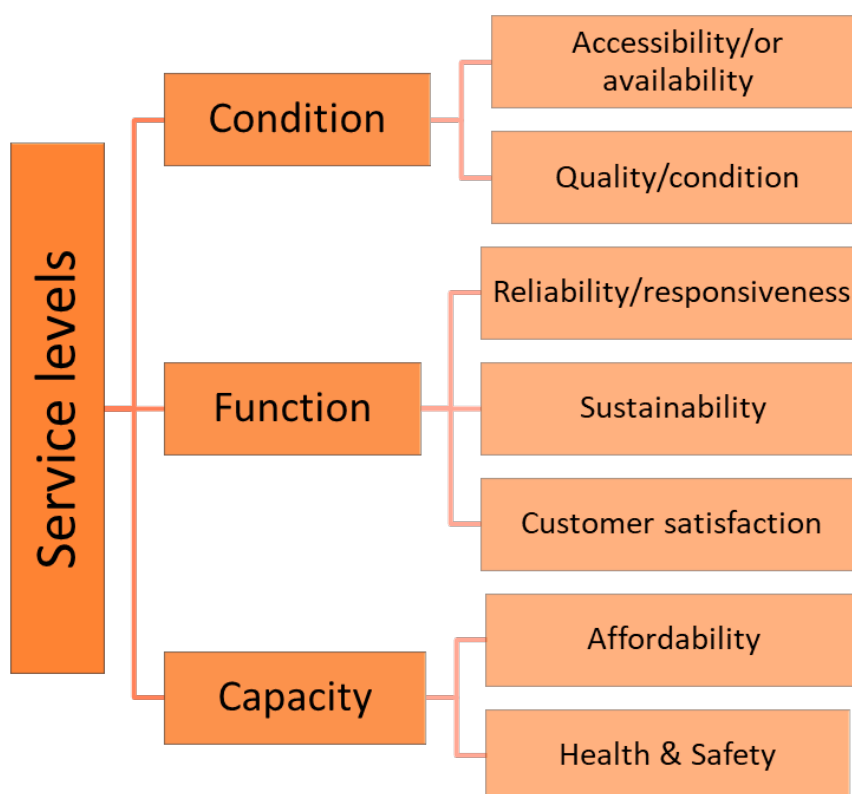 Service levels
Condition
Accessibility/or
availability
Quality/condition
Function
Reliability/responsiveness
Sustainability
Customer satisfaction
Capacity
Affordability
Health & Safety